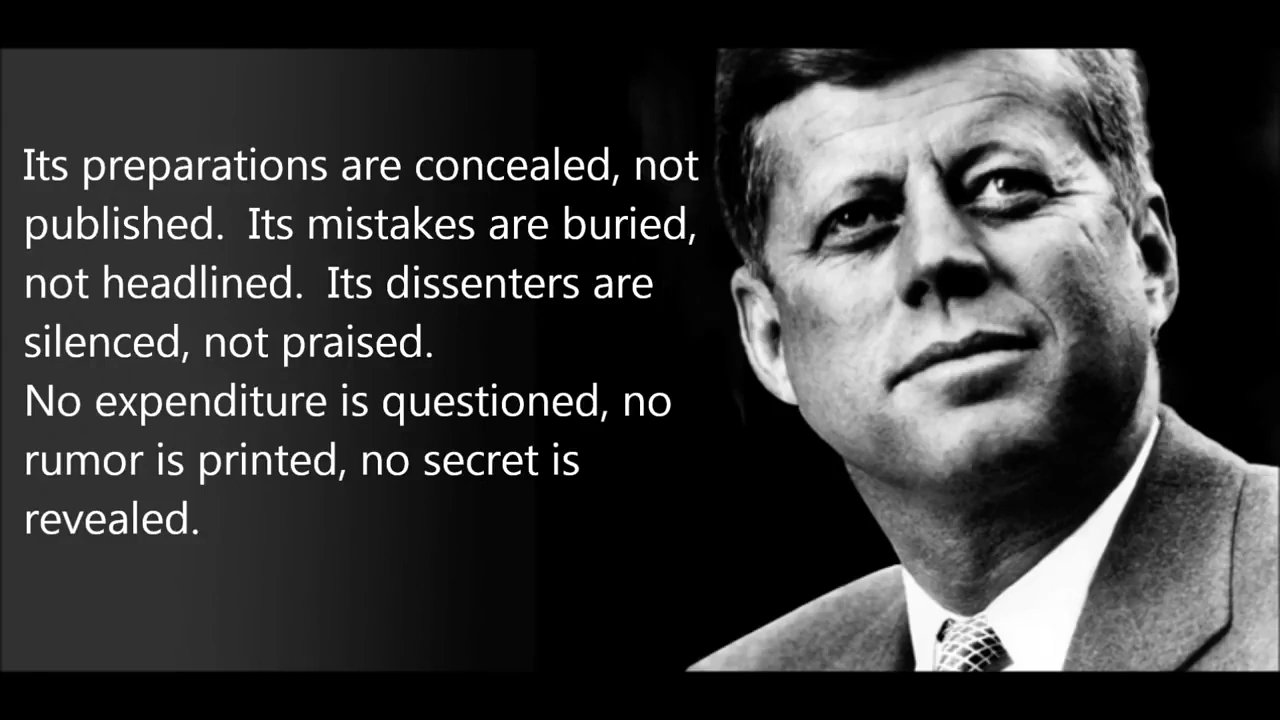 Its preparations are concealed, not
published.  Its mistakes are buried,
not headlined.  Its dissenters are
silenced, not praised.
No expenditure is questioned, no
rumor is printed, no secret is
revealed.